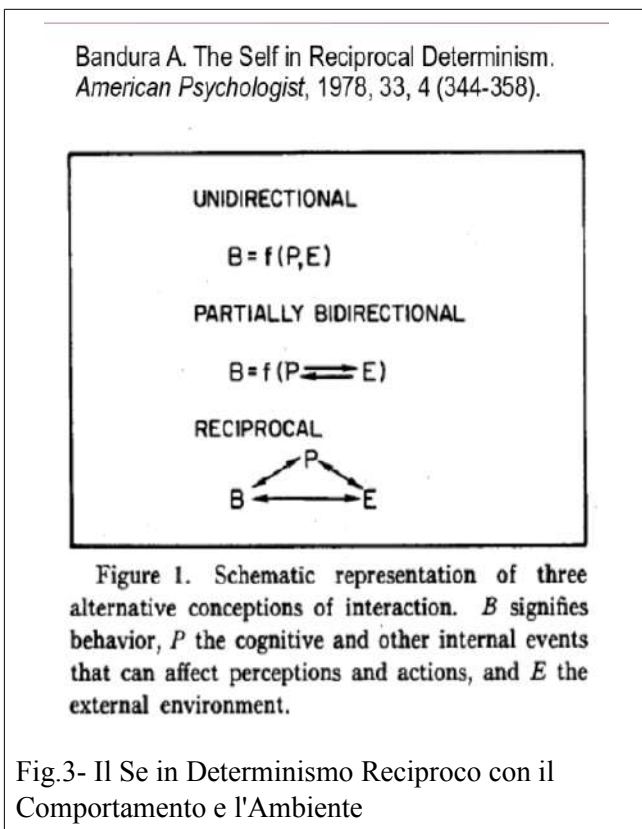 Bandura A. The Self in Reciprocal Determinism.
American Psychologist, 1978, 33, 4 (344-358).
UNIDIRECTIONAL
B = f (P,E)
PARTIALLY BIDIRECTIONAL
B = f (P ⇄ E)
RECIPROCAL
P
B E
Figure 1. Schematic representation of three
alternative conceptions of interaction. B signifies
behavior, P the cognitive and other internal events
that can affect perceptions and actions, and E the
external environment.
Fig.3- Il Se in Determinismo Reciproco con il
Comportamento e l'Ambiente